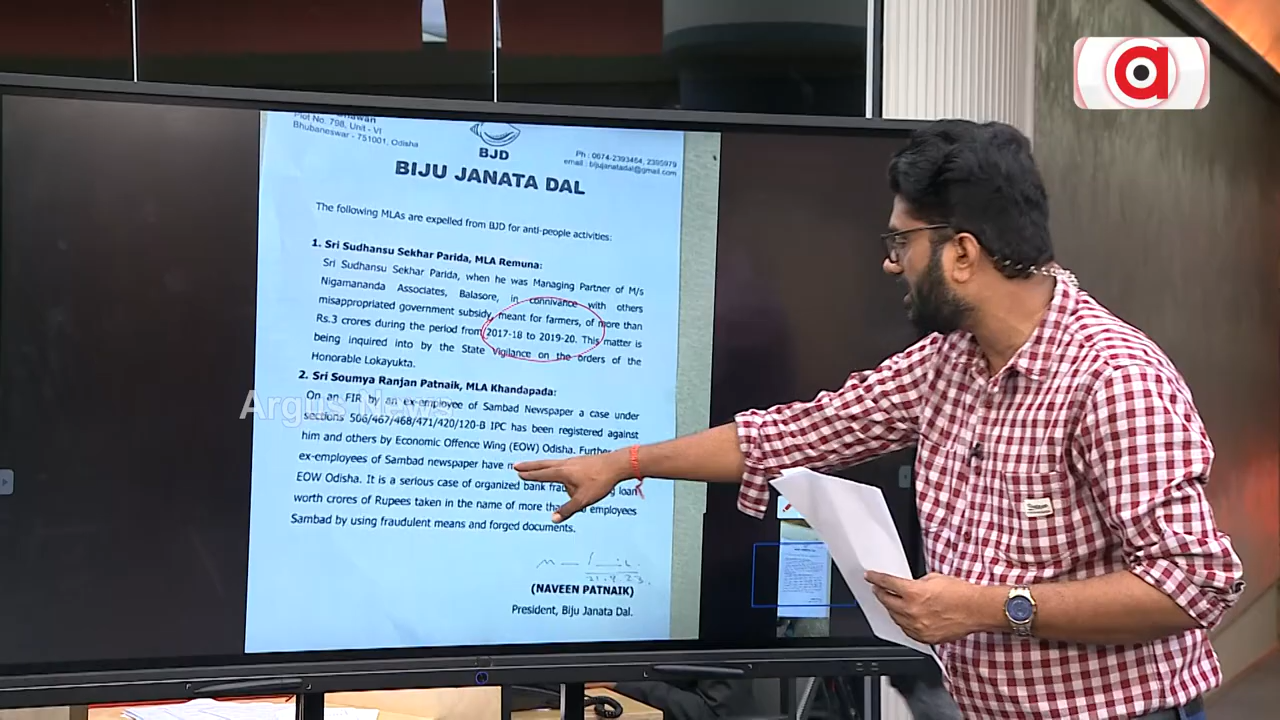 Bhawan
Plot No. 798, Unit - VI
Bhubaneswar - 751001, Odisha
BJD
Ph : 0674-2393464, 2395979
email : bijujanatadal@gmail.com
BIJU JANATA DAL
The following MLAs are expelled from BJD for anti-people activities:
1. Sri Sudhansu Sekhar Parida, MLA Remuna:
Sri Sudhansu Sekhar Parida, when he was Managing Partner of M/s
Nigamananda Associates, Balasore, in connivance with others
misappropriated government subsidy, meant for farmers, of more than
Rs.3 crores during the period from 2017-18 to 2019-20. This matter is
being inquired into by the State Vigilance on the orders of the
Honorable Lokayukta.
2. Sri Soumya Ranjan Patnaik, MLA Khandapada:
On an FIR by an ex-employee of Sambad Newspaper a case under
sections 506/467/468/471/420/120-B IPC has been registered against
him and others by Economic Offence Wing (EOW) Odisha.
ex-employees of Sambad newspaper have
EOW Odisha. It is a serious case of organized bank loan
worth crores of Rupees taken in the name of more employees
Sambad by using fraudulent means and forged documents.
(NAVEEN PATNAIK)
President, Biju Janata Dal.
Argus News
a